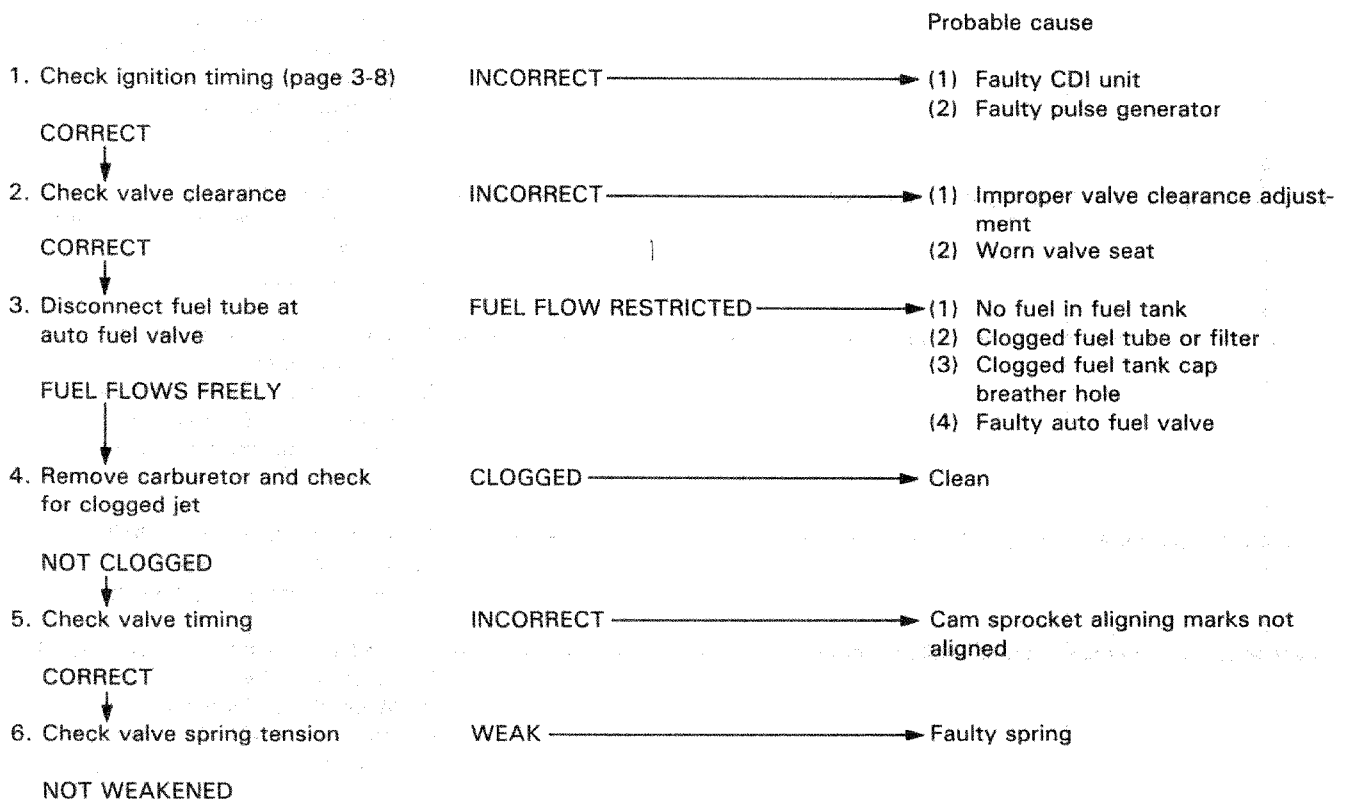 Probable cause
1. Check ignition timing (page 3-8) INCORRECT (1) Faulty CDI unit
(2) Faulty pulse generator
CORRECT
2. Check valve clearance INCORRECT (1) Improper valve clearance adjust-
ment
CORRECT (2) Worn valve seat
3. Disconnect fuel tube at FUEL FLOW RESTRICTED (1) No fuel in fuel tank
auto fuel valve (2) Clogged fuel tube or filter
(3) Clogged fuel tank cap
FUEL FLOWS FREELY breather hole
(4) Faulty auto fuel valve
4. Remove carburetor and check CLOGGED Clean
for clogged jet
NOT CLOGGED
5. Check valve timing INCORRECT Cam sprocket aligning marks not
aligned
CORRECT
6. Check valve spring tension WEAK Faulty spring
NOT WEAKENED